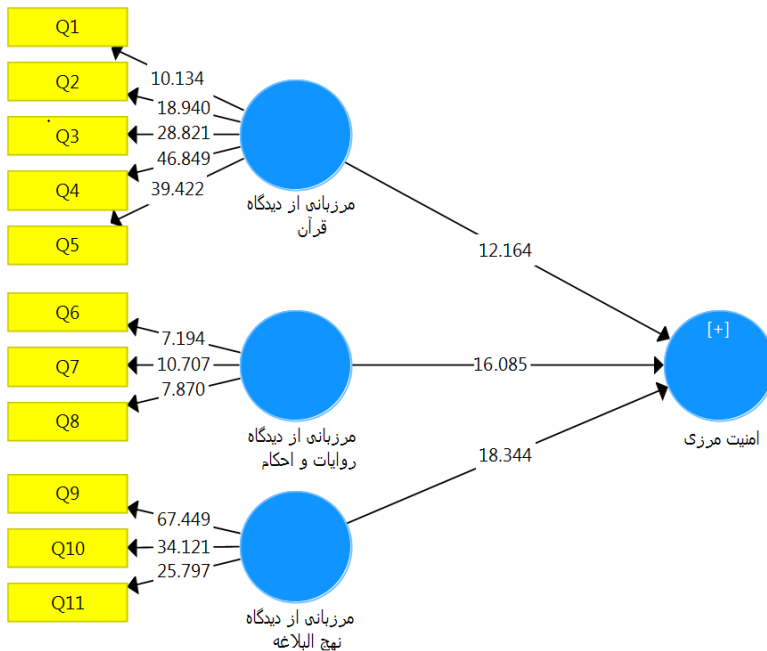 Q1
Q2
Q3
Q4
Q5
10.134
18.940
28.821
46.849
39.422
مرزبانی از دیدگاه
قرآن
12.164
Q6
Q7
Q8
7.194
10.707
7.870
مرزبانی از دیدگاه
روایات و احکام
16.085
[+]
امنیت مرزی
Q9
Q10
Q11
67.449
34.121
25.797
مرزبانی از دیدگاه
نهج البلاغه
18.344